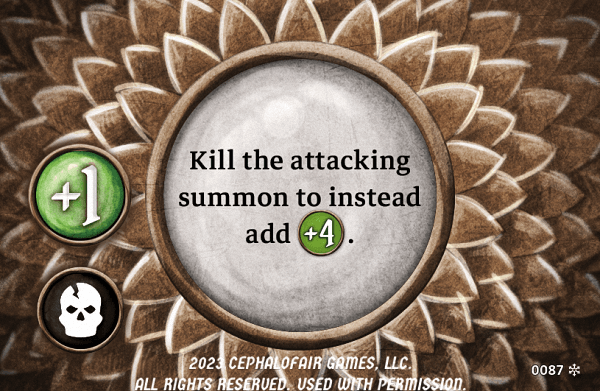 Kill the attacking
summon to instead
add +4 .
+1
2023 CEPHALOFAIR GAMES, LLC.
ALL RIGHTS RESERVED. USED WITH PERMISSION.
0087